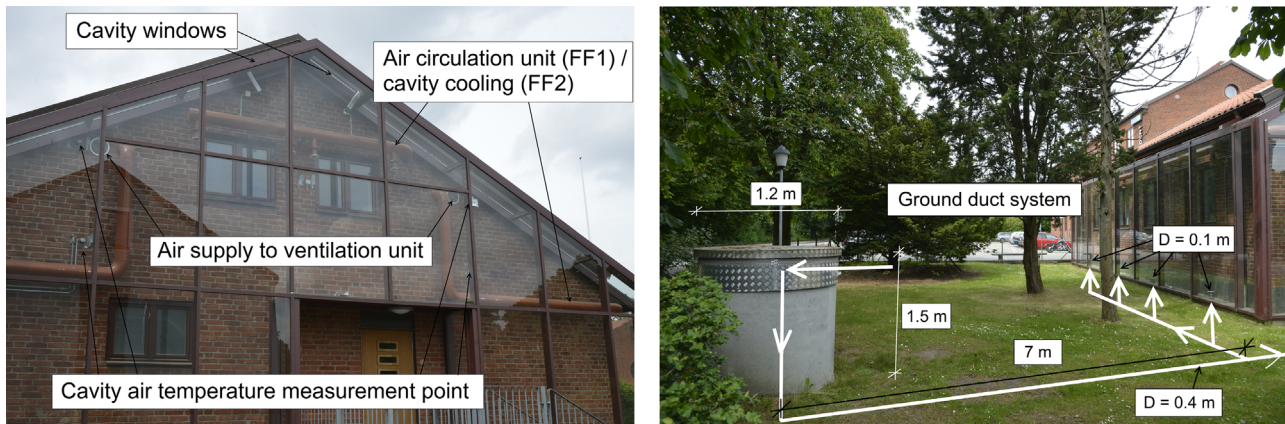 Cavity windows
Air circulation unit (FF1) /
cavity cooling (FF2)
Air supply to ventilation unit
Cavity air temperature measurement point
1.2 m
Ground duct system
D = 0.1 m
1.5 m
7 m
D = 0.4 m